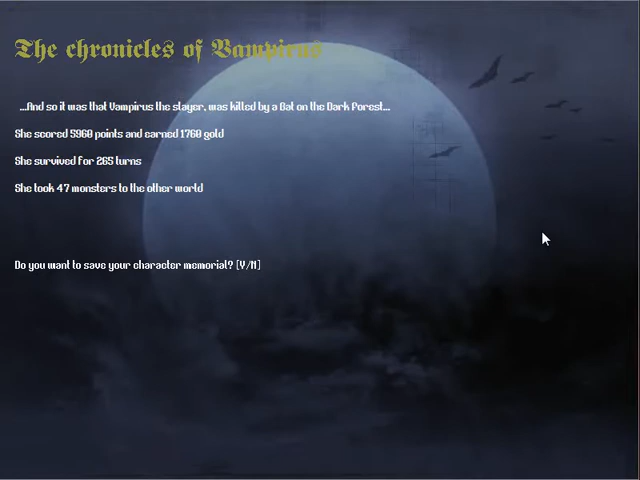 The chronicles of Vampirus
...And so it was that Vampirus the slayer, was killed by a Bat on the Dark Forest...
She scored 5960 points and earned 1760 gold
She survived for 265 turns
She took 47 monsters to the other world
Do you want to save your character memorial? [Y/N]